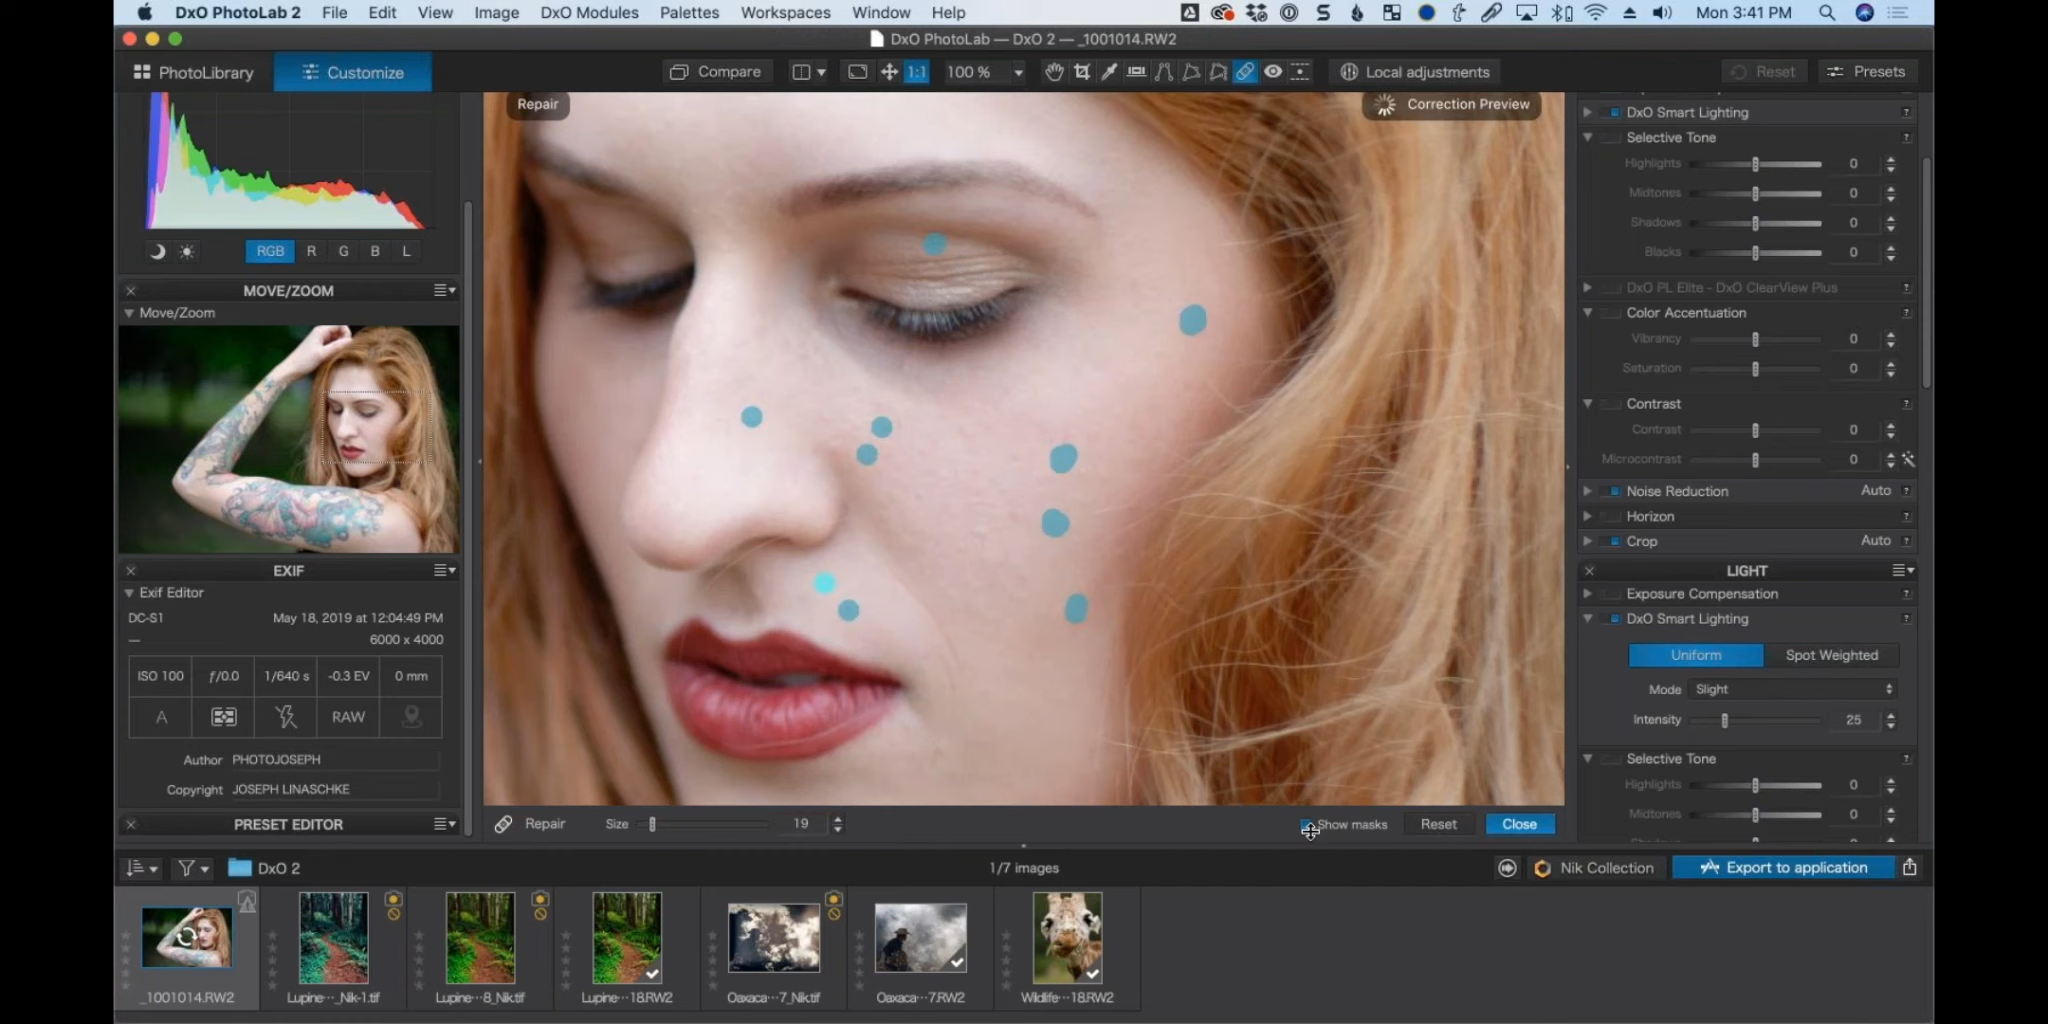 DxO PhotoLab 2 File Edit View Image DxO Modules Palettes Workspaces Window Help Mon 3:41 PM
DxO PhotoLab — DxO 2 — _1001014.RW2
PhotoLibrary Customize Compare 1:1 100 % Local adjustments Reset Presets
Repair Correction Preview
RGB R G B L
MOVE/ZOOM
Move/Zoom
EXIF
Exif Editor
DC-S1 May 18, 2019 at 12:04:49 PM
— 6000 x 4000
ISO 100 ƒ/0.0 1/640 s -0.3 EV 0 mm
A RAW
Author PHOTOJOSEPH
Copyright JOSEPH LINASCHKE
PRESET EDITOR
DxO Smart Lighting ?
Selective Tone ?
Highlights 0
Midtones 0
Shadows 0
Blacks 0
DxO PL Elite - DxO ClearView Plus ?
Color Accentuation ?
Vibrancy 0
Saturation 0
Contrast ?
Contrast 0
Microcontrast 0
Noise Reduction Auto ?
Horizon ?
Crop Auto ?
LIGHT
Exposure Compensation ?
DxO Smart Lighting ?
Uniform Spot Weighted
Mode Slight
Intensity 25
Selective Tone ?
Highlights 0
Midtones 0
Repair Size 19 Show masks Reset Close
DxO 2 1/7 images Nik Collection Export to application
_1001014.RW2 Lupine···_Nik-1.tif Lupine···8_Nik.tif Lupine···18.RW2 Oaxaca···7_Nik.tif Oaxaca···7.RW2 Wildlife···18.RW2